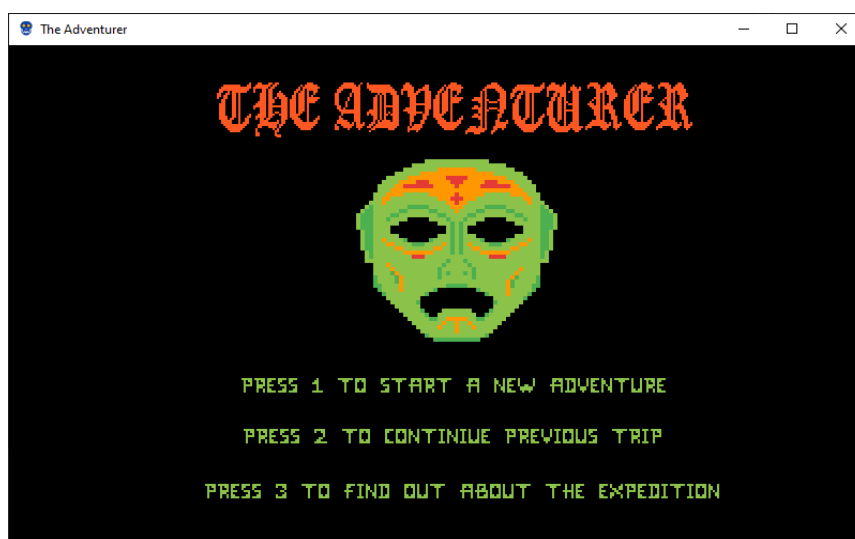 The Adventurer
THE ADVENTURER
PRESS 1 TO START A NEW ADVENTURE
PRESS 2 TO CONTINIUE PREVIOUS TRIP
PRESS 3 TO FIND OUT ABOUT THE EXPEDITION